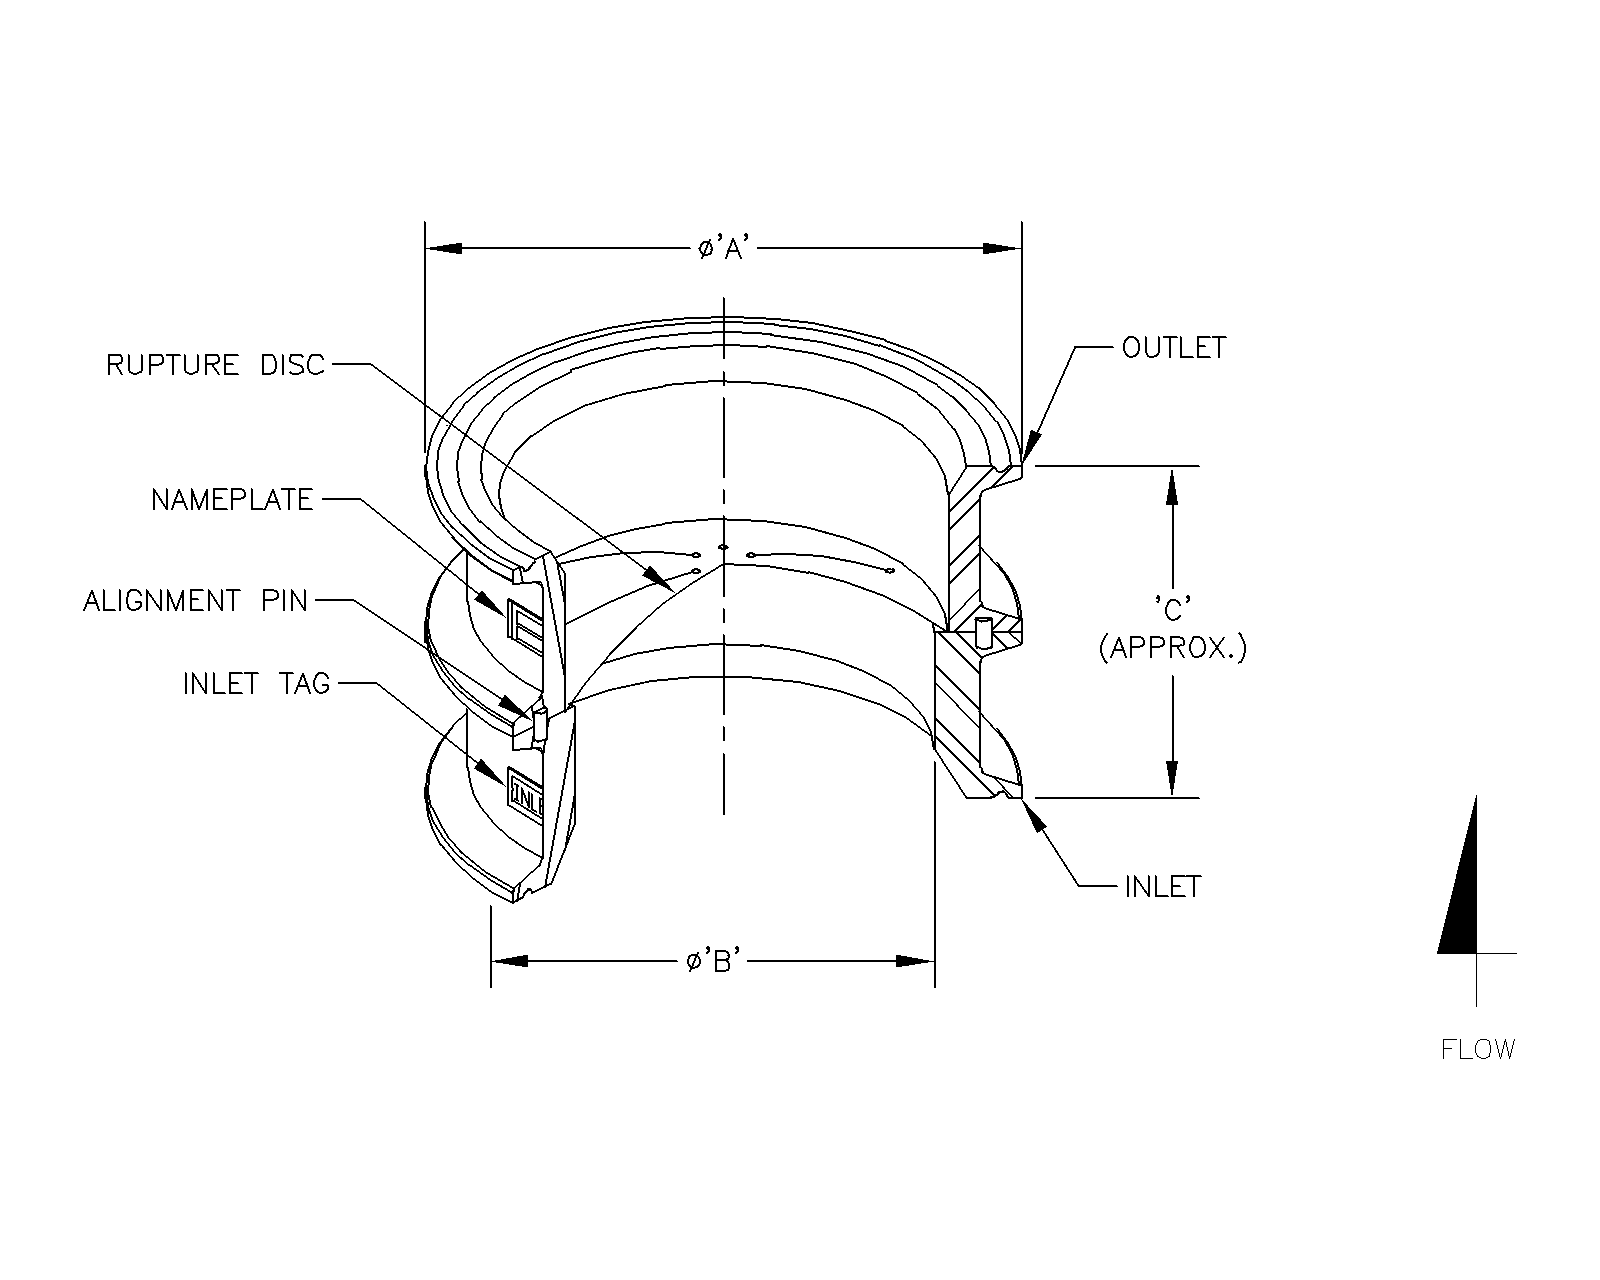 ø'A'
OUTLET
RUPTURE DISC
NAMEPLATE
ALIGNMENT PIN
'C'
(APPROX.)
INLET TAG
INLE
INLET
ø'B'
FLOW